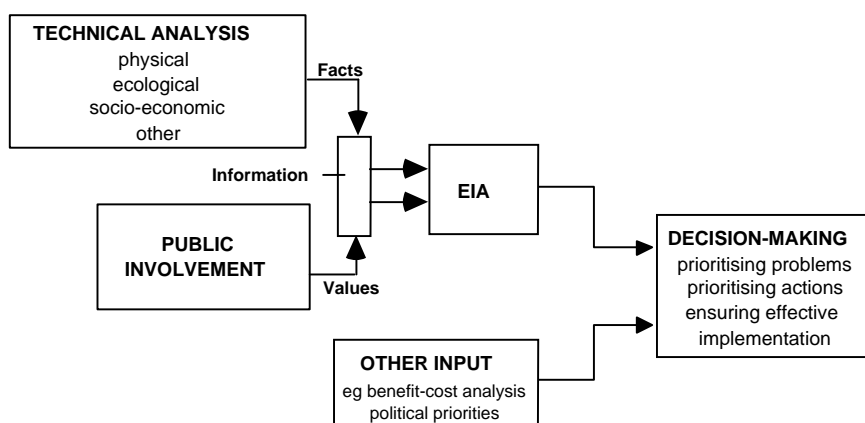 TECHNICAL ANALYSIS
physical
ecological
socio-economic
other
Facts
Information
EIA
PUBLIC
INVOLVEMENT
Values
DECISION-MAKING
prioritising problems
prioritising actions
ensuring effective
implementation
OTHER INPUT
eg benefit-cost analysis
political priorities